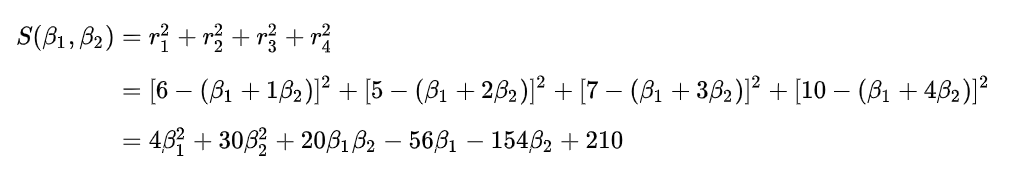 S(β₁, β₂) = r₁² + r₂² + r₃² + r₄²
= [6 − (β₁ + 1β₂)]² + [5 − (β₁ + 2β₂)]² + [7 − (β₁ + 3β₂)]² + [10 − (β₁ + 4β₂)]²
= 4β₁² + 30β₂² + 20β₁β₂ − 56β₁ − 154β₂ + 210